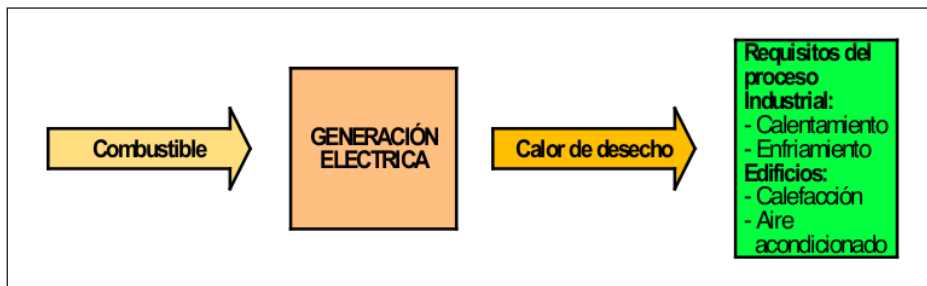 Combustible
GENERACIÓN
ELECTRICA
Calor de desecho
Requisitos del
proceso
Industrial:
- Calentamiento
- Enfriamiento
Edificios:
- Calefacción
- Aire
acondicionado